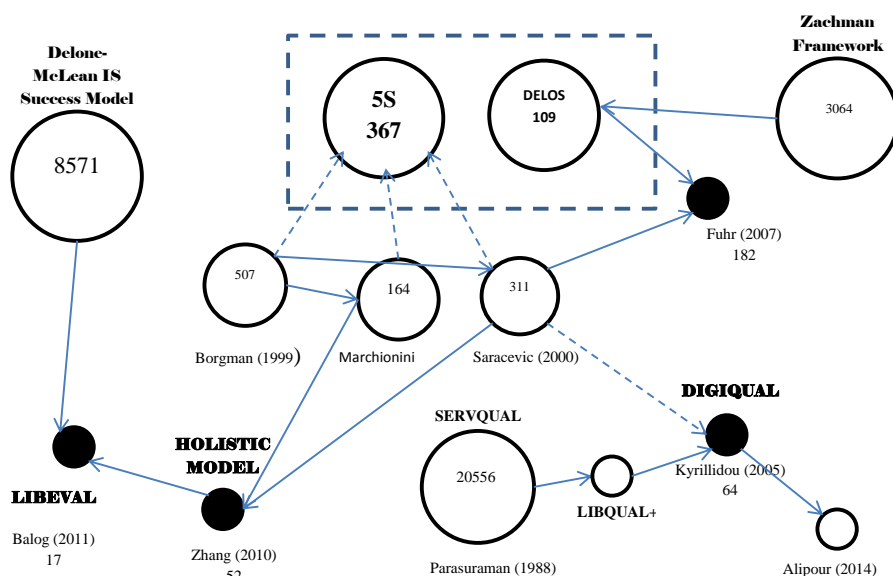 Delone-
McLean IS
Success Model
8571
5S
367
DELOS
109
Zachman
Framework
3064
Fuhr (2007)
182
507
164
311
Borgman (1999)
Marchionini
Saracevic (2000)
SERVQUAL
20556
Parasuraman (1988)
LIBQUAL+
DIGIQUAL
Kyrillidou (2005)
64
Alipour (2014)
HOLISTIC
MODEL
Zhang (2010)
52
LIBEVAL
Balog (2011)
17